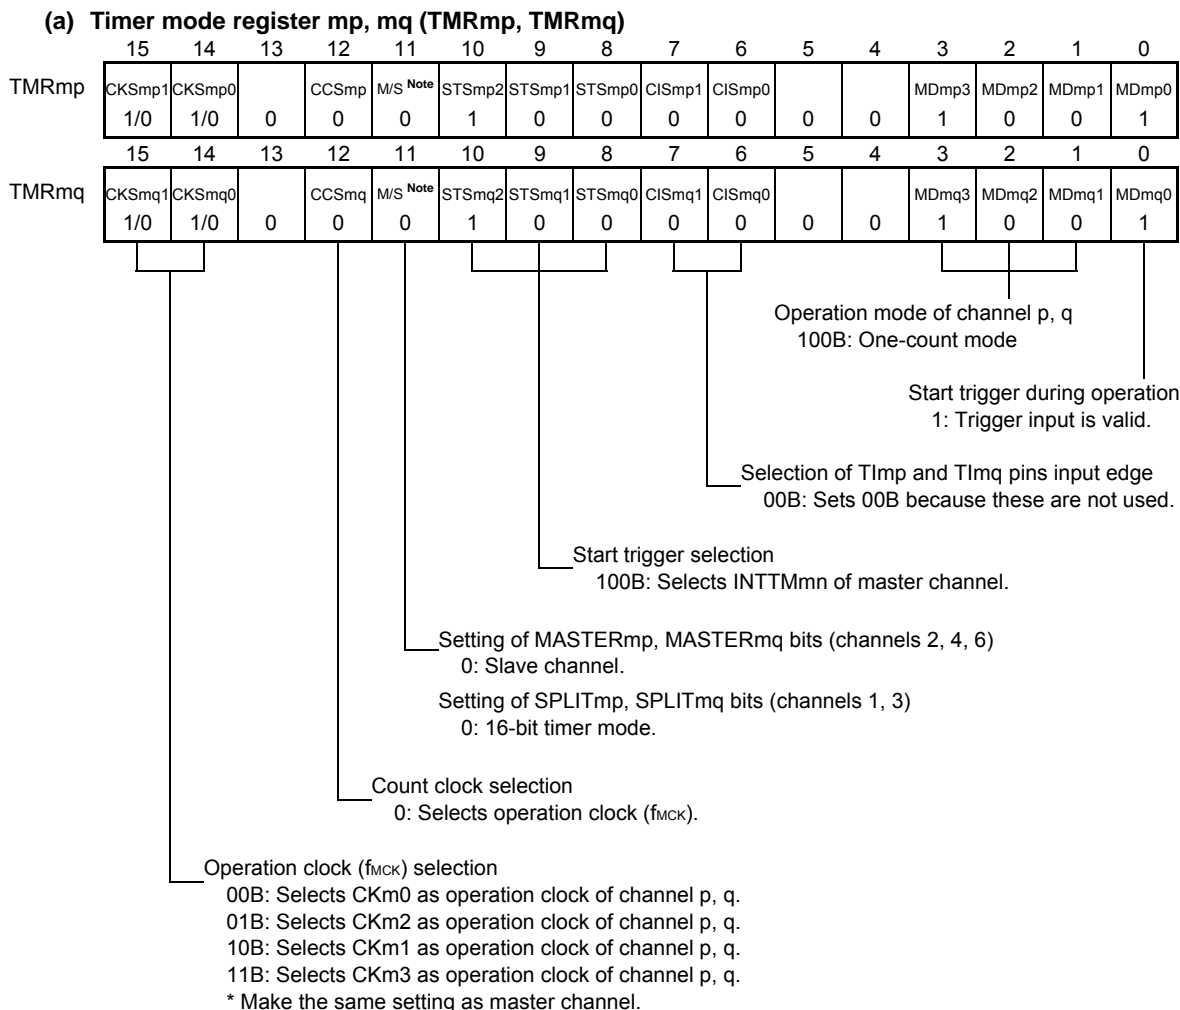 (a) Timer mode register mp, mq (TMRmp, TMRmq)
15 14 13 12 11 10 9 8 7 6 5 4 3 2 1 0
TMRmp CKSmp1 CKSmp0 CCSmp M/S Note STSmp2 STSmp1 STSmp0 CISmp1 CISmp0 MDmp3 MDmp2 MDmp1 MDmp0
1/0 1/0 0 0 0 1 0 0 0 0 0 0 1 0 0 1
15 14 13 12 11 10 9 8 7 6 5 4 3 2 1 0
TMRmq CKSmq1 CKSmq0 CCSmq M/S Note STSmq2 STSmq1 STSmq0 CISmq1 CISmq0 MDmq3 MDmq2 MDmq1 MDmq0
1/0 1/0 0 0 0 1 0 0 0 0 0 0 1 0 0 1
Operation mode of channel p, q
100B: One-count mode
Start trigger during operation
1: Trigger input is valid.
Selection of TImp and TImq pins input edge
00B: Sets 00B because these are not used.
Start trigger selection
100B: Selects INTTMmn of master channel.
Setting of MASTERmp, MASTERmq bits (channels 2, 4, 6)
0: Slave channel.
Setting of SPLITmp, SPLITmq bits (channels 1, 3)
0: 16-bit timer mode.
Count clock selection
0: Selects operation clock (fMCK).
Operation clock (fMCK) selection
00B: Selects CKm0 as operation clock of channel p, q.
01B: Selects CKm2 as operation clock of channel p, q.
10B: Selects CKm1 as operation clock of channel p, q.
11B: Selects CKm3 as operation clock of channel p, q.
* Make the same setting as master channel.